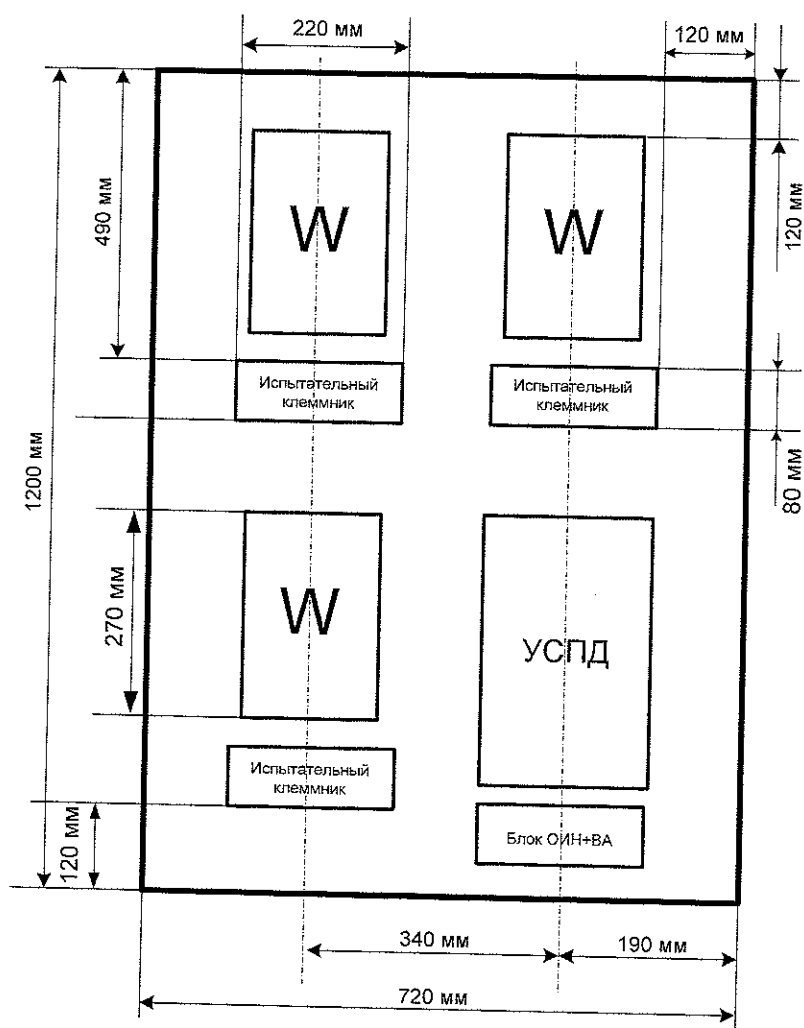 220 мм
120 мм
490 мм
W
W
120 мм
Испытательный
клеммник
Испытательный
клеммник
1200 мм
80 мм
270 мм
W
УСПД
Испытательный
клеммник
120 мм
Блок ОИН+ВА
340 мм
190 мм
720 мм